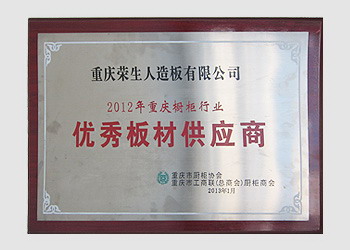 重庆荣生人造板有限公司
2012年重庆橱柜行业
优秀板材供应商
重庆市厨柜协会
重庆市工商联(总商会)厨柜商会
2013年1月